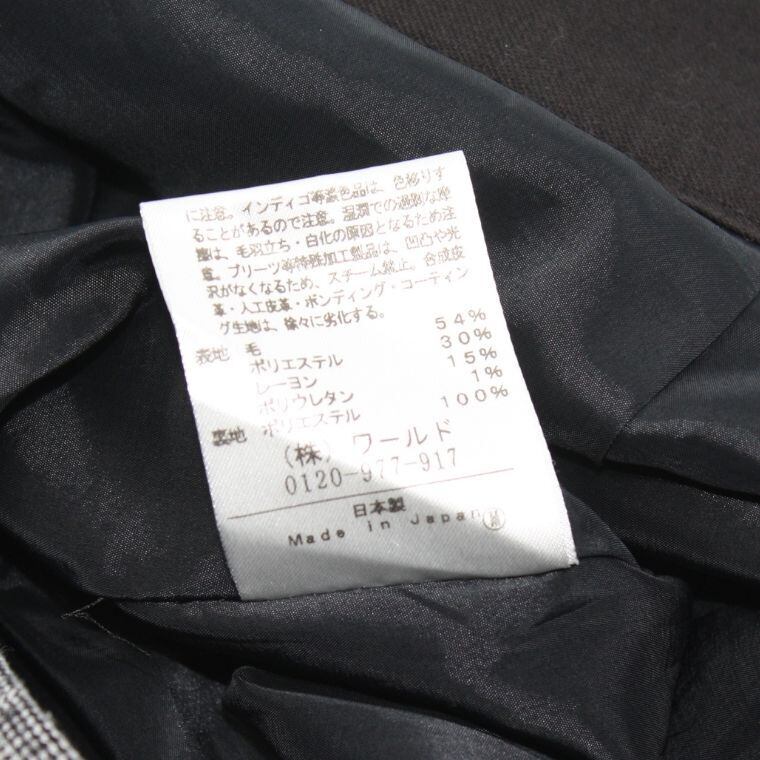 インディゴ等濃色品は、色移りす
に注意。
ることがあるので注意。湿潤での過激な摩
擦は、毛羽立ち・白化の原因となるため注
意。プリーツ等特殊加工製品は、凹凸や光
沢がなくなるため、スチーム禁止。合成皮
革・人工皮革・ボンディング・コーティン
グ生地は、徐々に劣化する。
表地 毛 54%
ポリエステル 30%
レーヨン 15%
ポリウレタン 1%
裏地 ポリエステル 100%
(株) ワールド
0120-977-917
日本製
Made in Japan